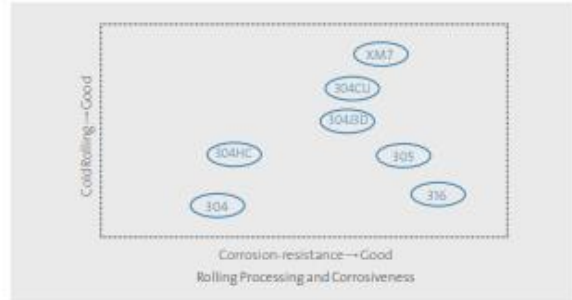 XM7
304CU
304J3D
304HC
305
304
316
Cold Rolling→Good
Corrosion-resistance→Good
Rolling Processing and Corrosiveness